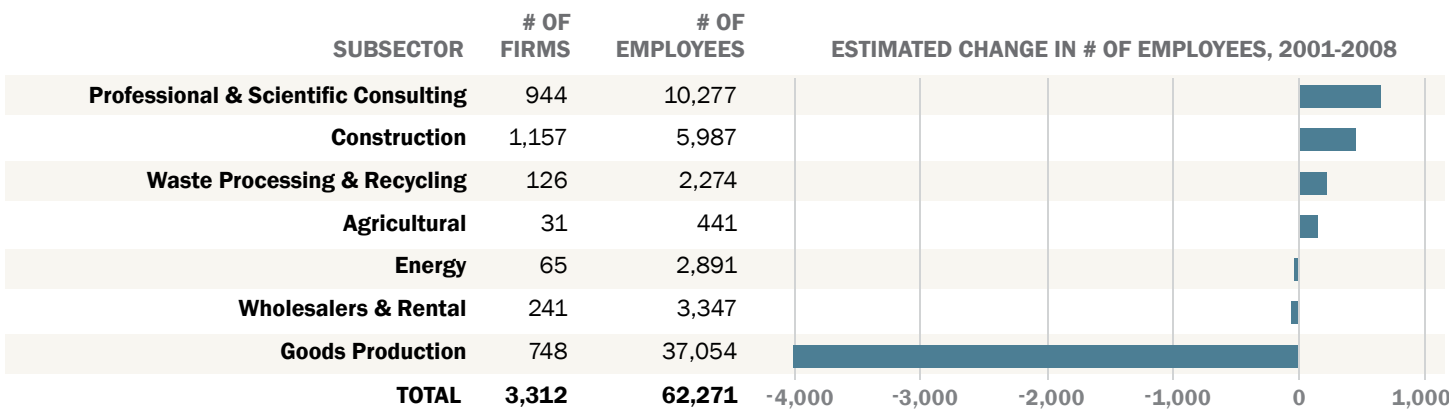 # OF # OF
SUBSECTOR FIRMS EMPLOYEES ESTIMATED CHANGE IN # OF EMPLOYEES, 2001-2008
Professional & Scientific Consulting 944 10,277
Construction 1,157 5,987
Waste Processing & Recycling 126 2,274
Agricultural 31 441
Energy 65 2,891
Wholesalers & Rental 241 3,347
Goods Production 748 37,054
TOTAL 3,312 62,271 -4,000 -3,000 -2,000 -1,000 0 1,000